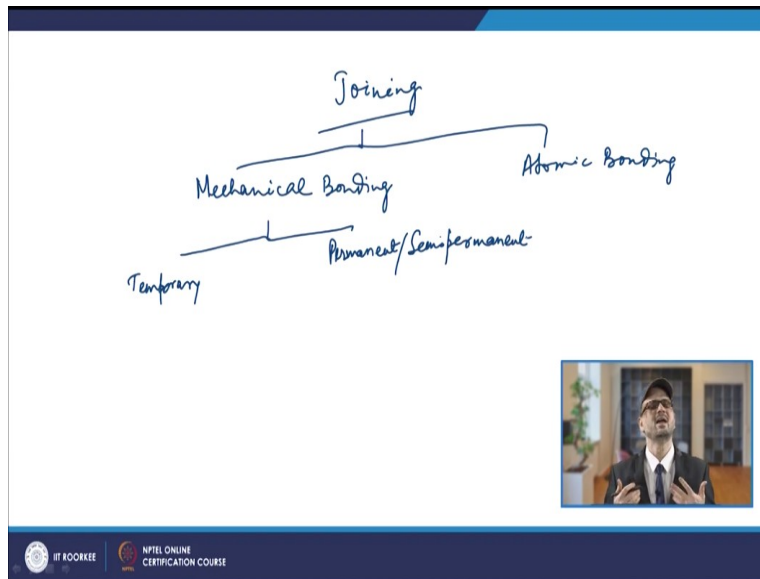 Joining
Mechanical Bonding
Atomic Bonding
Temporary
Permanent/Semipermanent
IIT ROORKEE
NPTEL ONLINE
CERTIFICATION COURSE